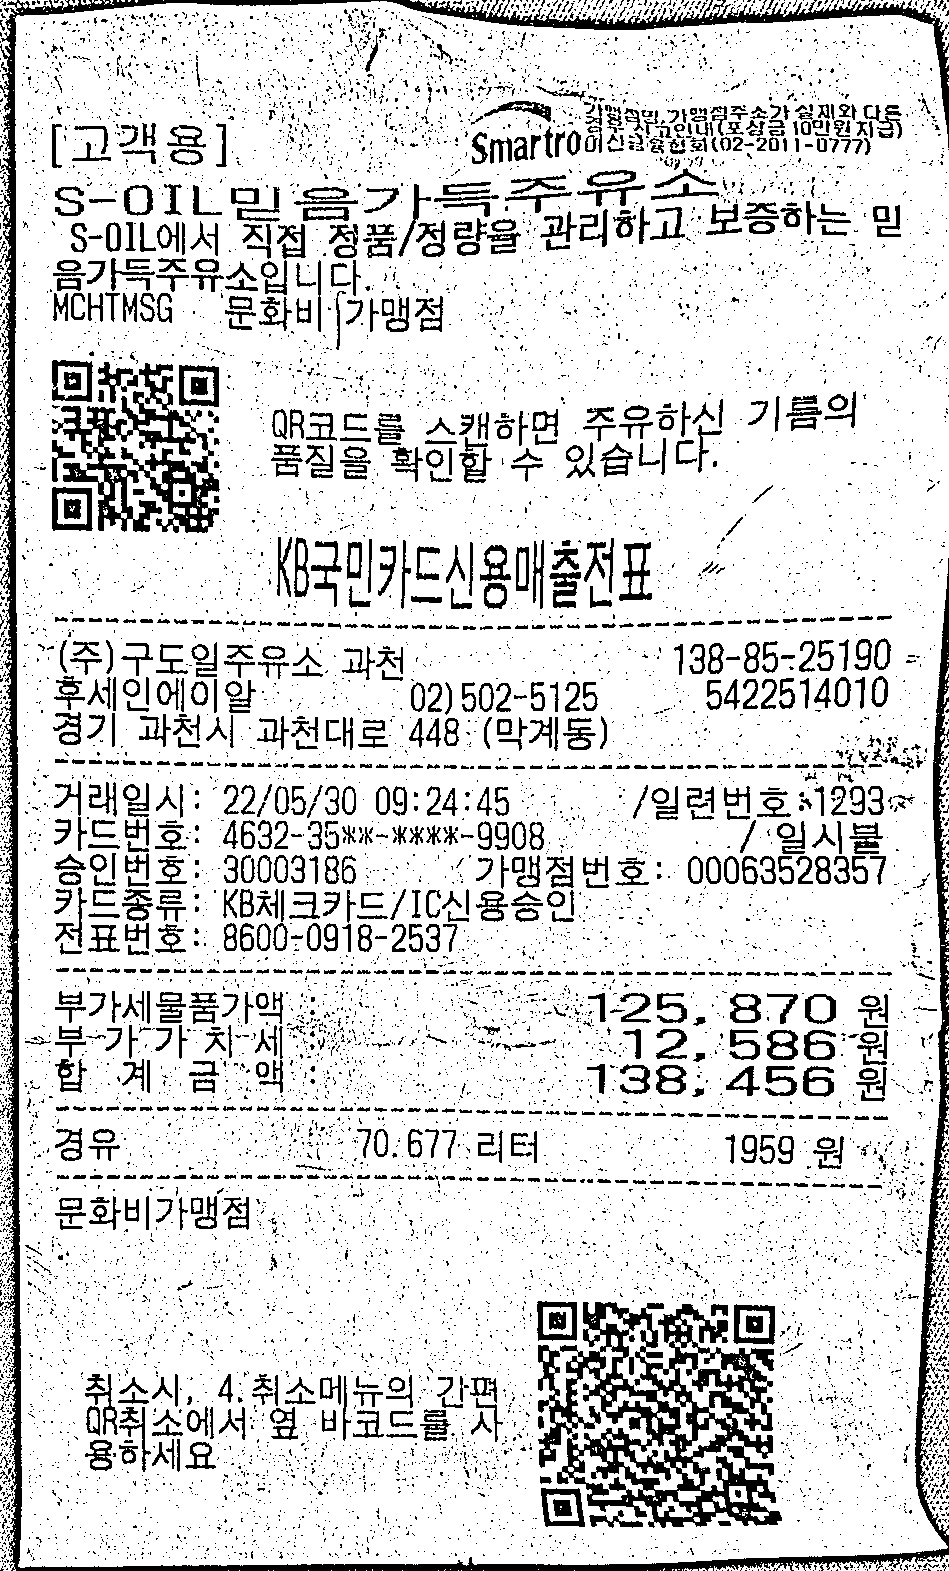 [고객용]
Smartro
가맹점명, 가맹점주소가 실제와 다른
경우 신고안내(포상금 10만원 지급)
여신금융협회(02-2011-0777)
S-OIL믿음가득주유소
S-OIL에서 직접 정품/정량을 관리하고 보증하는 믿
음가득주유소입니다.
MCHTMSG 문화비 가맹점
QR코드를 스캔하면 주유하신 기름의
품질을 확인할 수 있습니다.
KB국민카드신용매출전표
(주)구도일주유소 과천 138-85-25190
후세인에이알 02)502-5125 5422514010
경기 과천시 과천대로 448 (막계동)
거래일시: 22/05/30 09:24:45 /일련번호:1293
카드번호: 4632-35**-****-9908 / 일시불
승인번호: 30003186 가맹점번호: 00063528357
카드종류: KB체크카드/IC신용승인
전표번호: 8600-0918-2537
부가세물품가액 : 125,870 원
부 가 가 치 세 : 12,586 원
합 계 금 액 : 138,456 원
경유 70.677 리터 1959 원
문화비가맹점
취소시, 4.취소메뉴의 간편
QR취소에서 옆 바코드를 사
용하세요